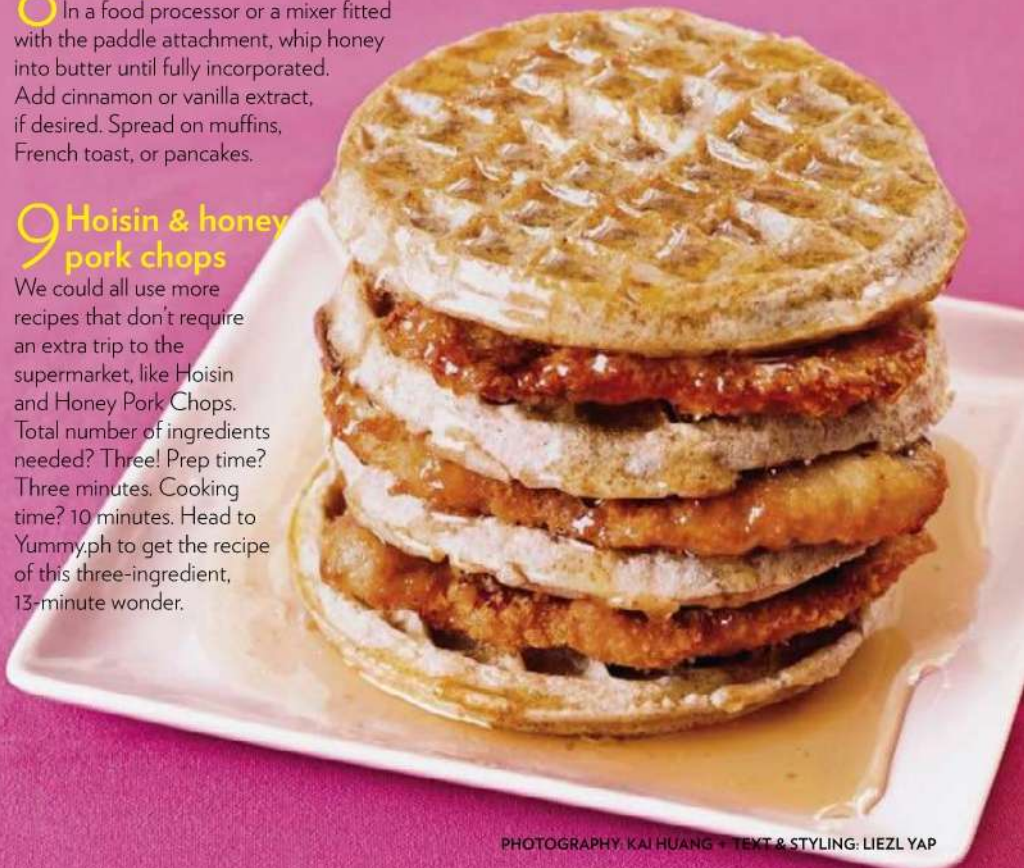 In a food processor or a mixer fitted
with the paddle attachment, whip honey
into butter until fully incorporated.
Add cinnamon or vanilla extract,
if desired. Spread on muffins,
French toast, or pancakes.
9 Hoisin & honey
pork chops
We could all use more
recipes that don't require
an extra trip to the
supermarket, like Hoisin
and Honey Pork Chops.
Total number of ingredients
needed? Three! Prep time?
Three minutes. Cooking
time? 10 minutes. Head to
Yummy.ph to get the recipe
of this three-ingredient,
13-minute wonder.
PHOTOGRAPHY: KAI HUANG + TEXT & STYLING: LIEZL YAP